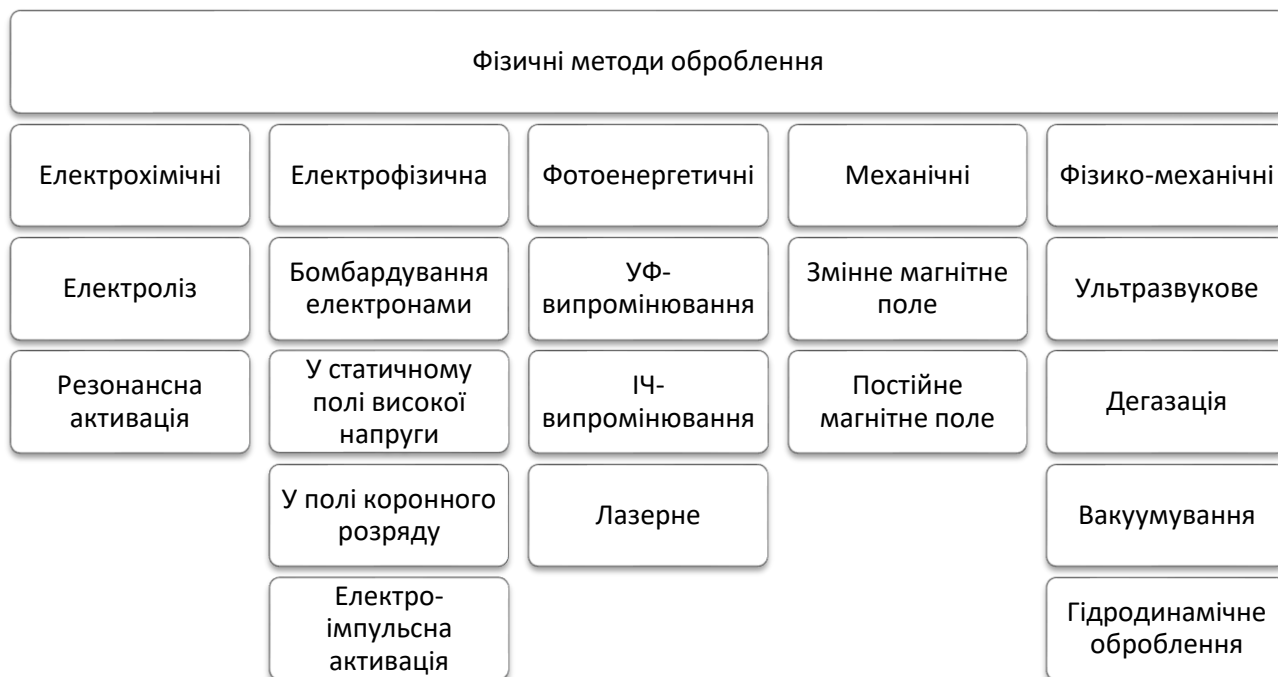 Фізичні методи оброблення
Електрохімічні
Електрофізична
Фотоенергетичні
Механічні
Фізико-механічні
Електроліз
Бомбардування
електронами
УФ-
випромінювання
Змінне магнітне
поле
Ультразвукове
Резонансна
активація
У статичному
полі високої
напруги
ІЧ-
випромінювання
Постійне
магнітне поле
Дегазація
У полі коронного
розряду
Лазерне
Вакуумування
Електро-
імпульсна
активація
Гідродинамічне
оброблення